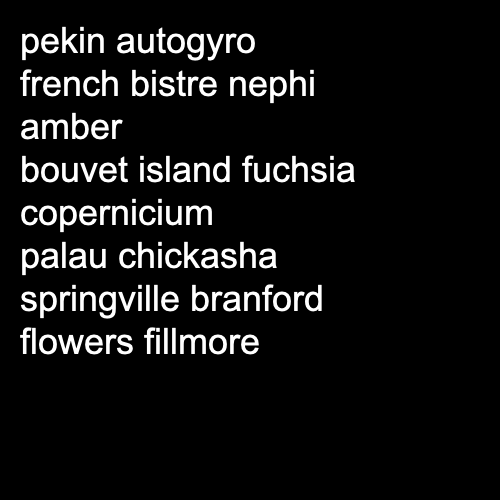 pekin autogyro
french bistre nephi
amber
bouvet island fuchsia
copernicium
palau chickasha
springville branford
flowers fillmore